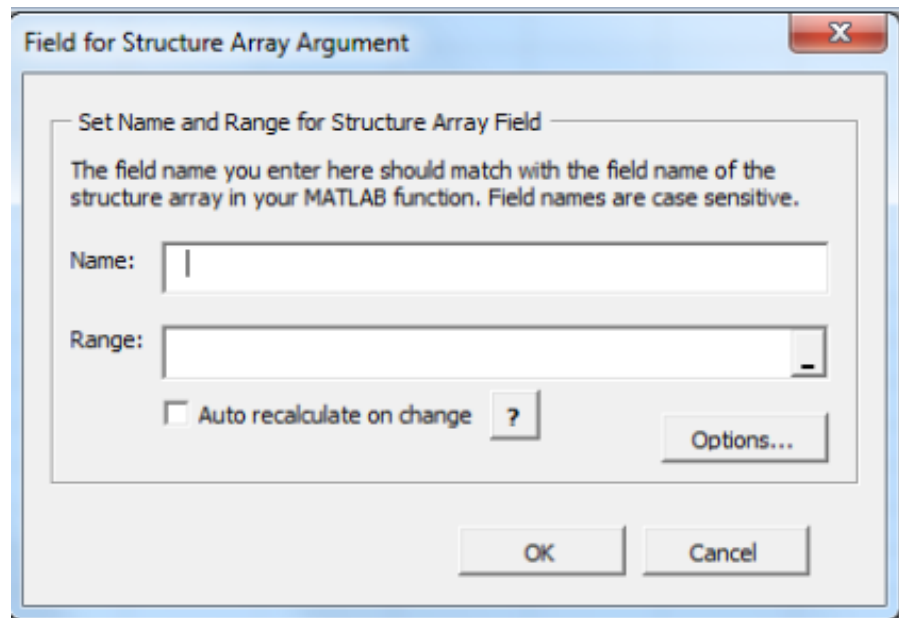 Field for Structure Array Argument
X
Set Name and Range for Structure Array Field
The field name you enter here should match with the field name of the
structure array in your MATLAB function. Field names are case sensitive.
Name:
Range:
Auto recalculate on change ?
Options...
OK Cancel